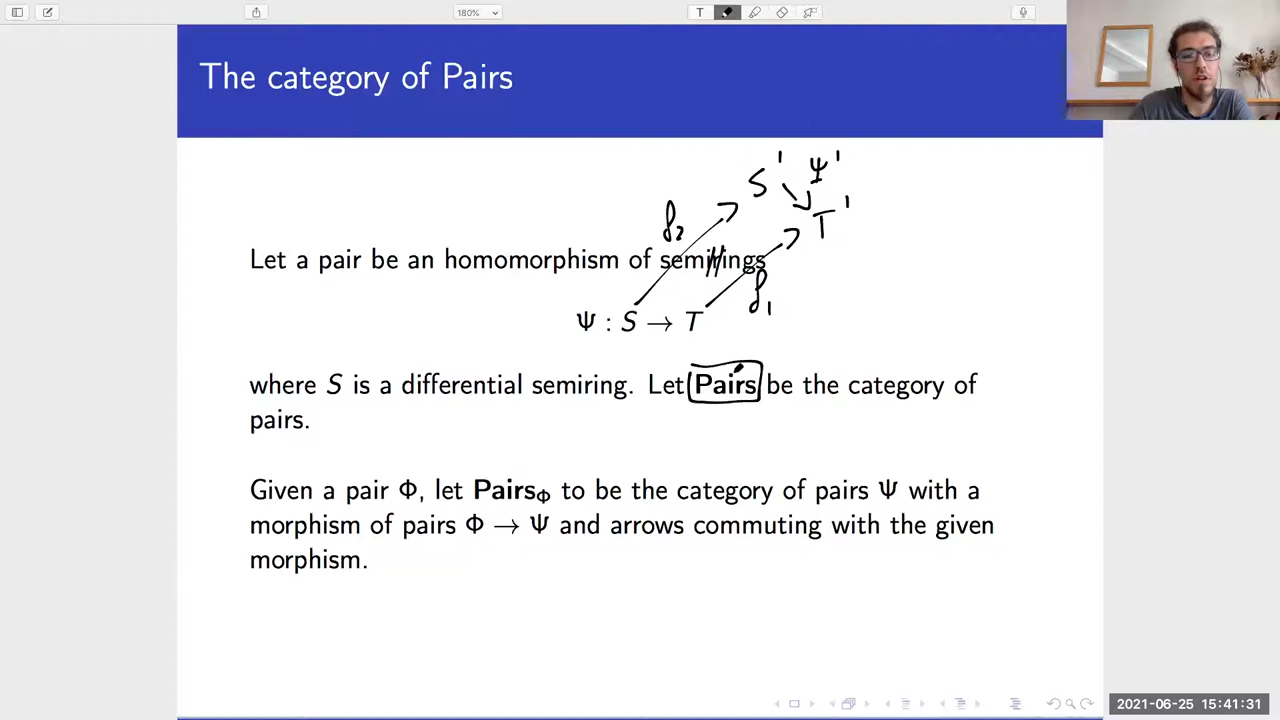 180%
T
The category of Pairs
S' Ψ'
T'
f₂
Let a pair be an homomorphism of semirings
f₁
Ψ : S → T
where S is a differential semiring. Let Pairs be the category of
pairs.
Given a pair Φ, let Pairs_Φ to be the category of pairs Ψ with a
morphism of pairs Φ → Ψ and arrows commuting with the given
morphism.
2021-06-25 15:41:31